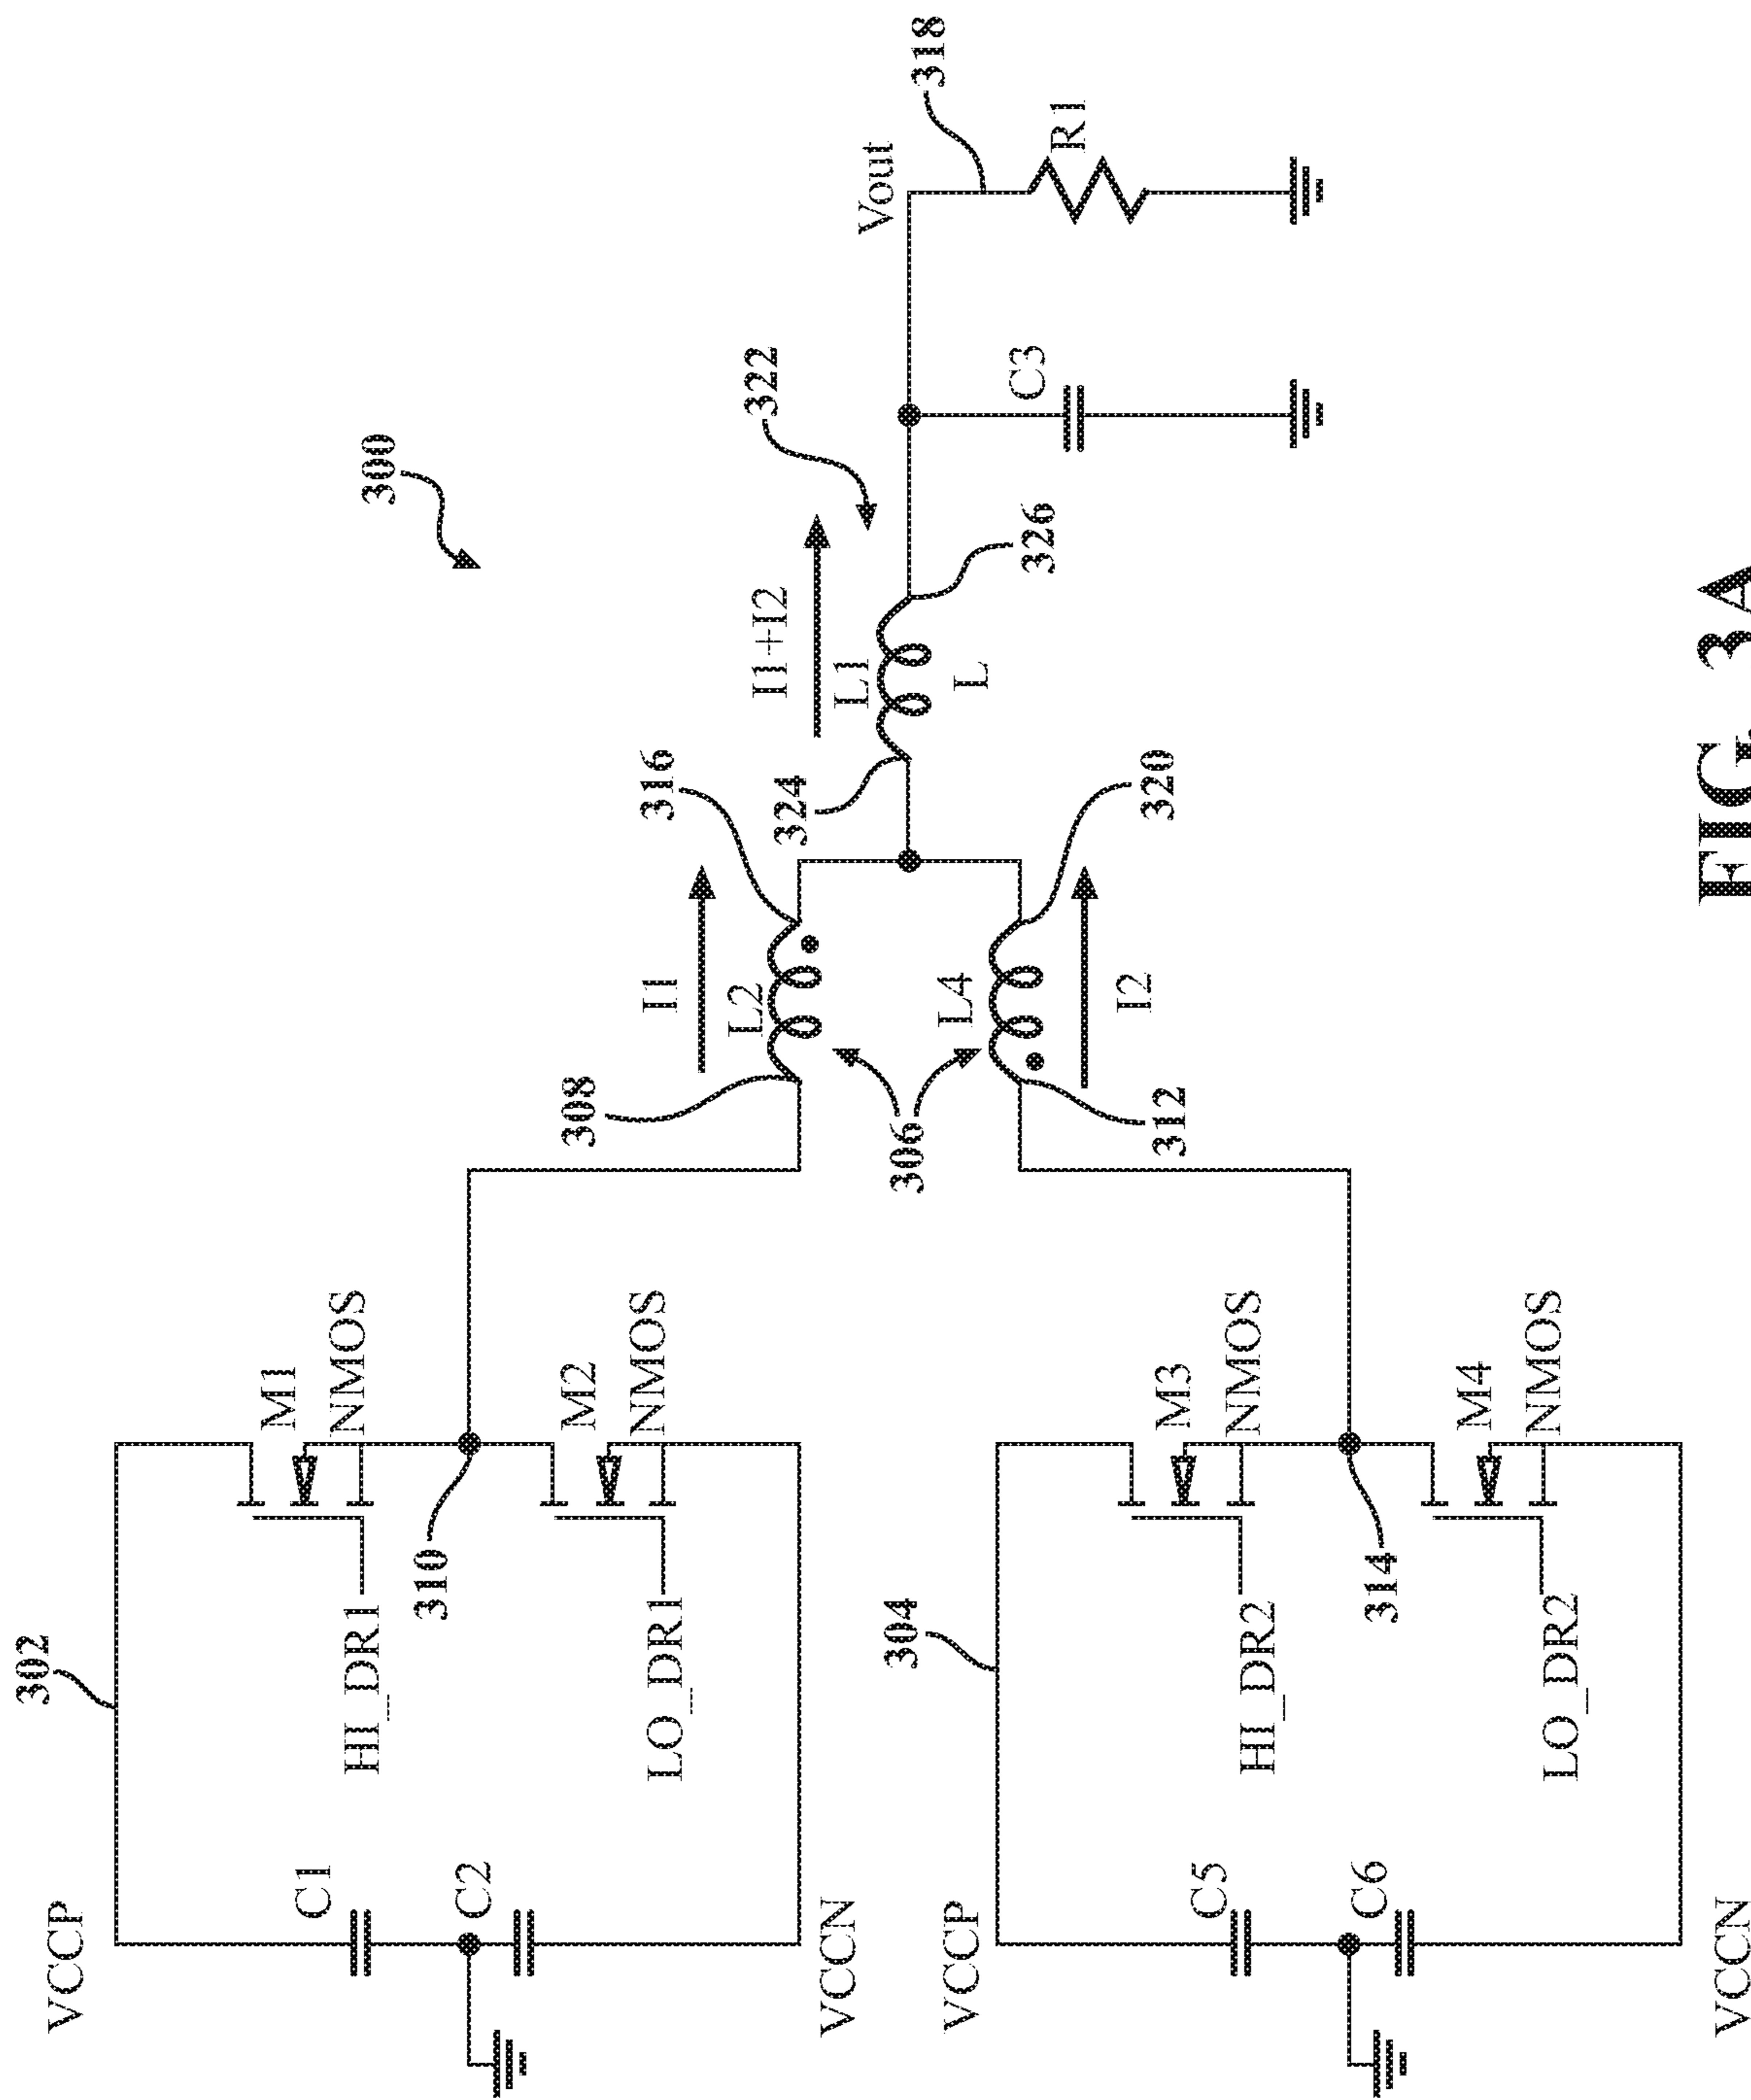 300
302
VCCP
C1
C2
VCCN
HI_DR1
LO_DR1
310
M1
NMOS
M2
NMOS
304
VCCP
C5
C6
VCCN
HI_DR2
LO_DR2
314
M3
NMOS
M4
NMOS
308
I1
L2
316
306
L4
I2
312
320
324
I1+I2
L1
L
322
326
C3
Vout
318
R1
FIG. 3A